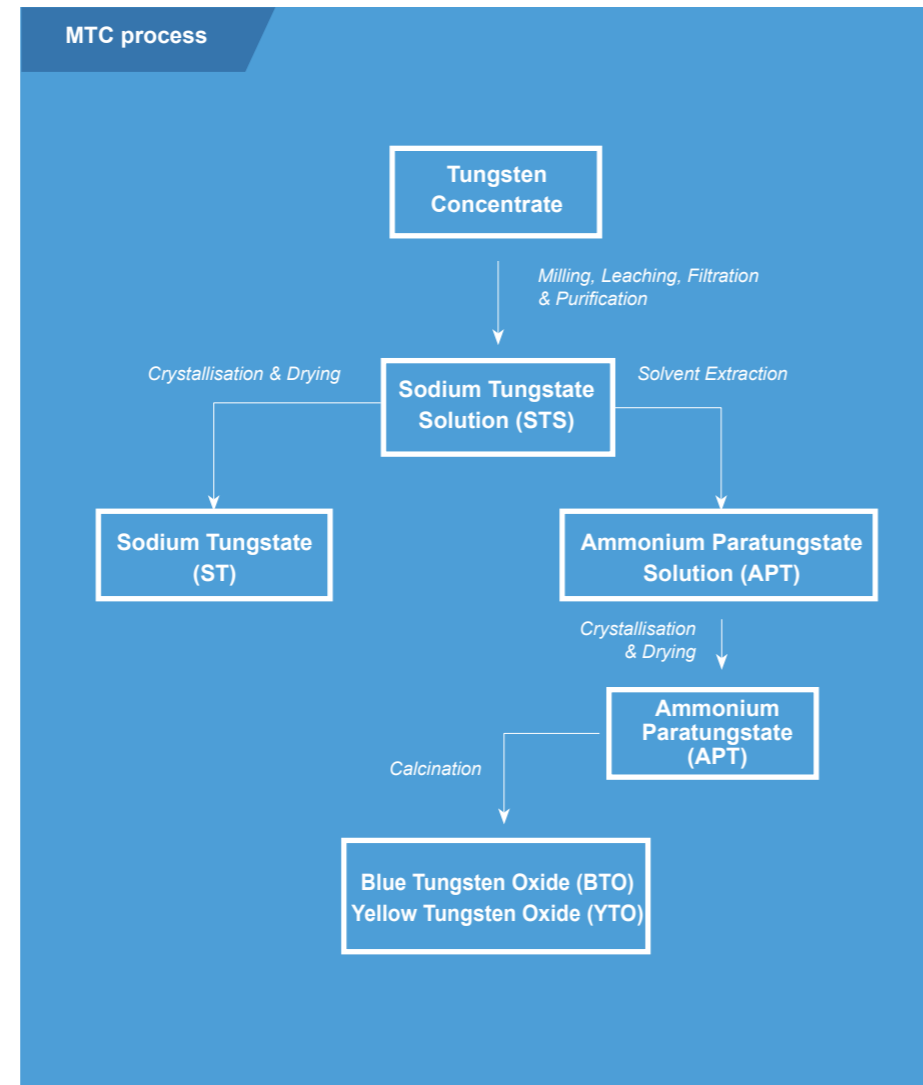 MTC process
Tungsten
Concentrate
Milling, Leaching, Filtration
& Purification
Crystallisation & Drying
Sodium Tungstate
Solution (STS)
Solvent Extraction
Sodium Tungstate
(ST)
Ammonium Paratungstate
Solution (APT)
Crystallisation
& Drying
Ammonium
Paratungstate
(APT)
Calcination
Blue Tungsten Oxide (BTO)
Yellow Tungsten Oxide (YTO)